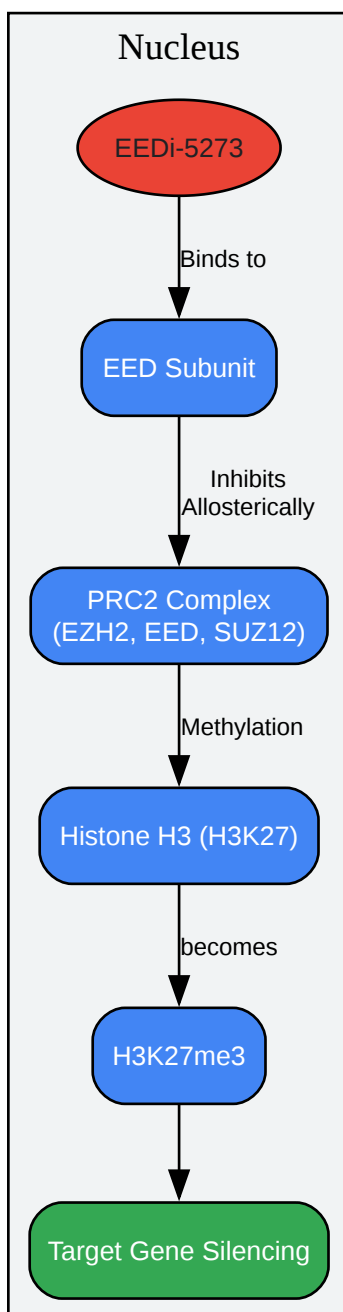 Nucleus
EEDi-5273
Binds to
EED Subunit
Inhibits
Allosterically
PRC2 Complex
(EZH2, EED, SUZ12)
Methylation
Histone H3 (H3K27)
becomes
H3K27me3
Target Gene Silencing